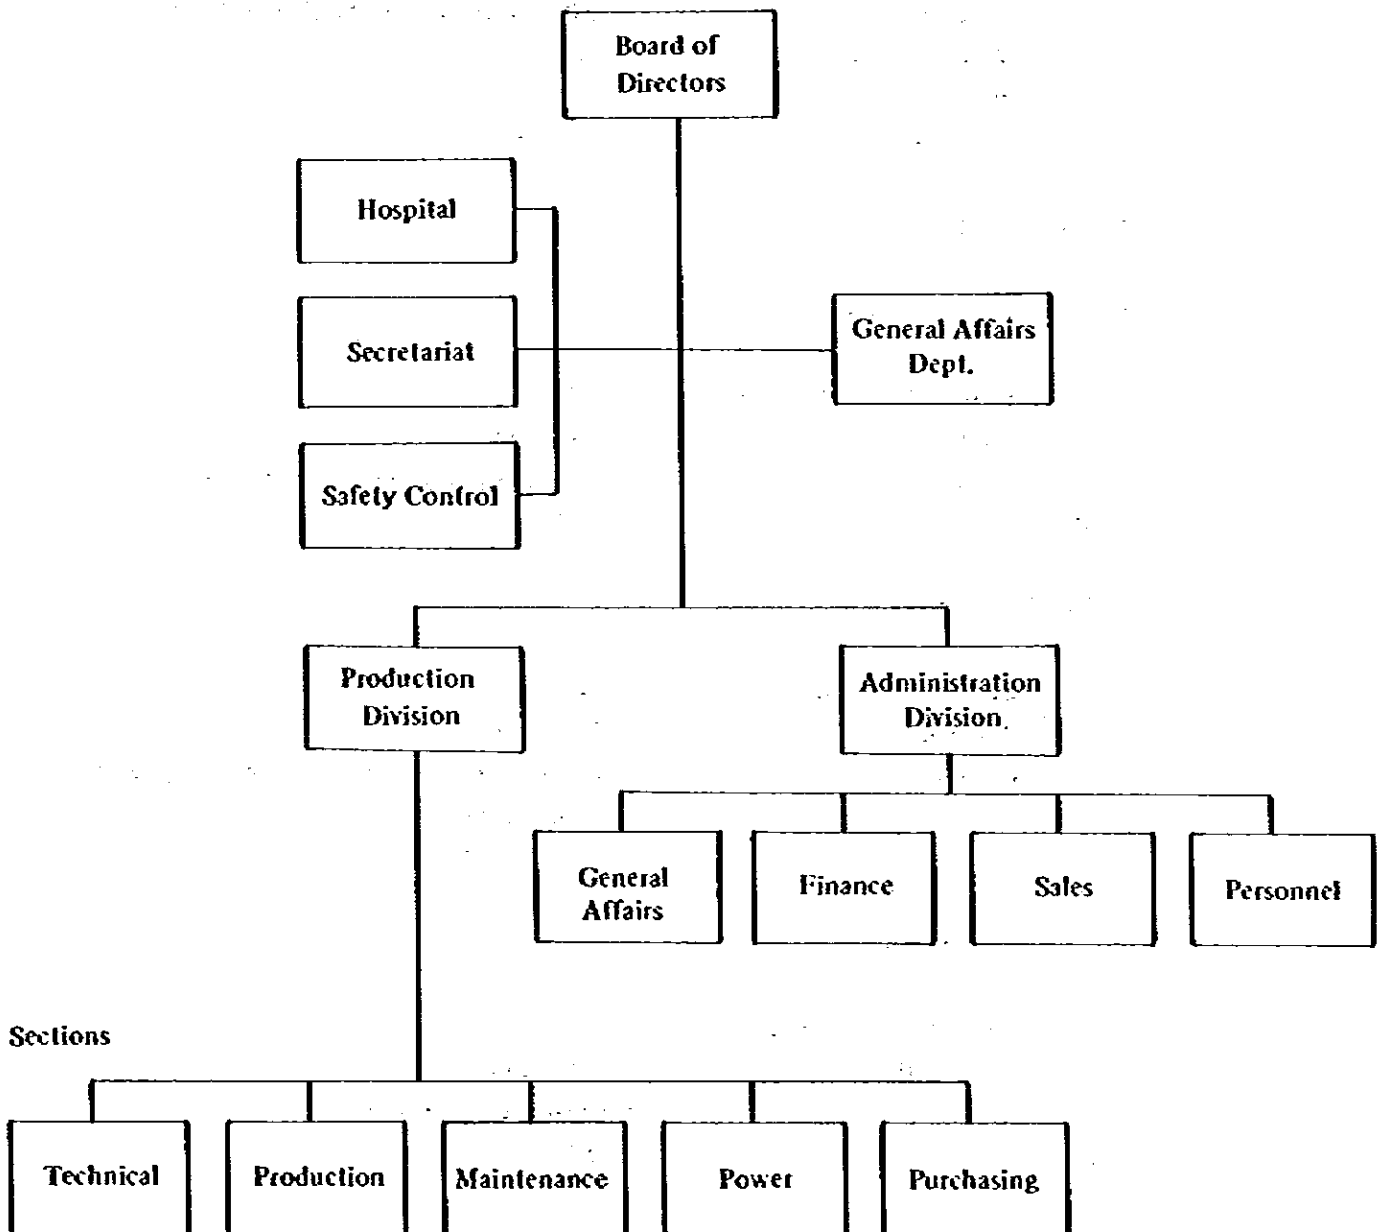 Board of
Directors
Hospital
Secretariat
General Affairs
Dept.
Safety Control
Production
Division
Administration
Division
General
Affairs
Finance
Sales
Personnel
Sections
Technical
Production
Maintenance
Power
Purchasing